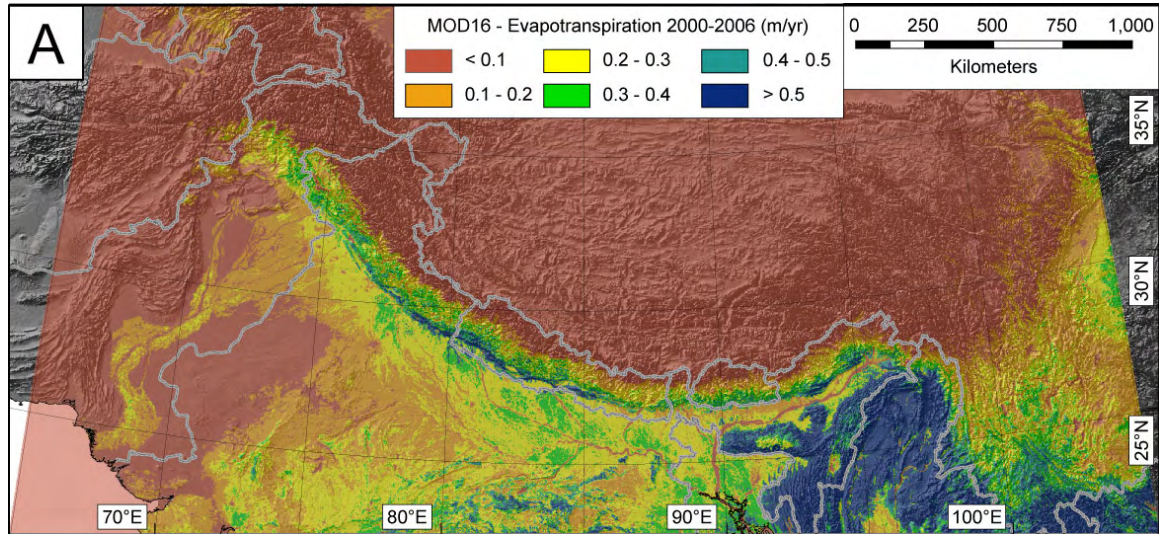 A
MOD16 - Evapotranspiration 2000-2006 (m/yr)
< 0.1
0.2 - 0.3
0.4 - 0.5
0.1 - 0.2
0.3 - 0.4
> 0.5
0 250 500 750 1,000
Kilometers
35°N
30°N
25°N
70°E
80°E
90°E
100°E